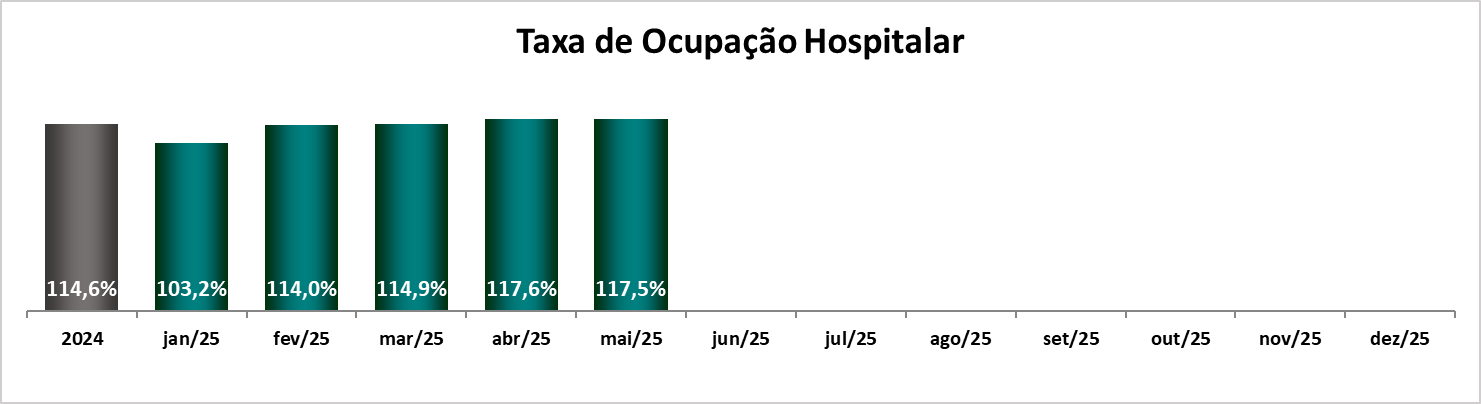 Taxa de Ocupação Hospitalar
114,6% 103,2% 114,0% 114,9% 117,6% 117,5%
2024 jan/25 fev/25 mar/25 abr/25 mai/25 jun/25 jul/25 ago/25 set/25 out/25 nov/25 dez/25